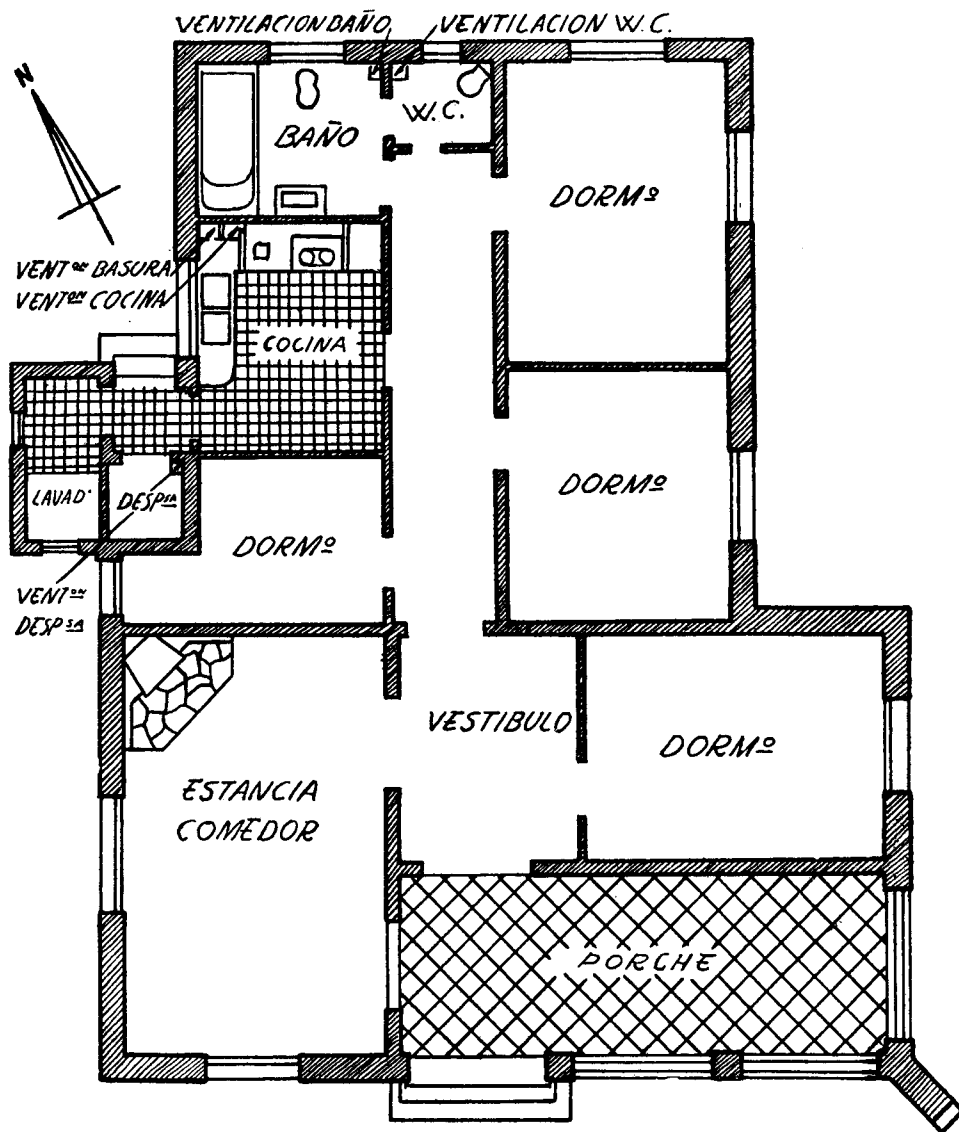 VENTILACION BAÑO
VENTILACION W.C.
N
W.C.
BAÑO
DORMº
VENTᵒⁿ BASURA
VENTᵒⁿ COCINA
COCINA
DORMº
LAVADº
DESPˢᵃ
DORMº
VENTᵒⁿ
DESPˢᵃ
VESTIBULO
DORMº
ESTANCIA
COMEDOR
PORCHE